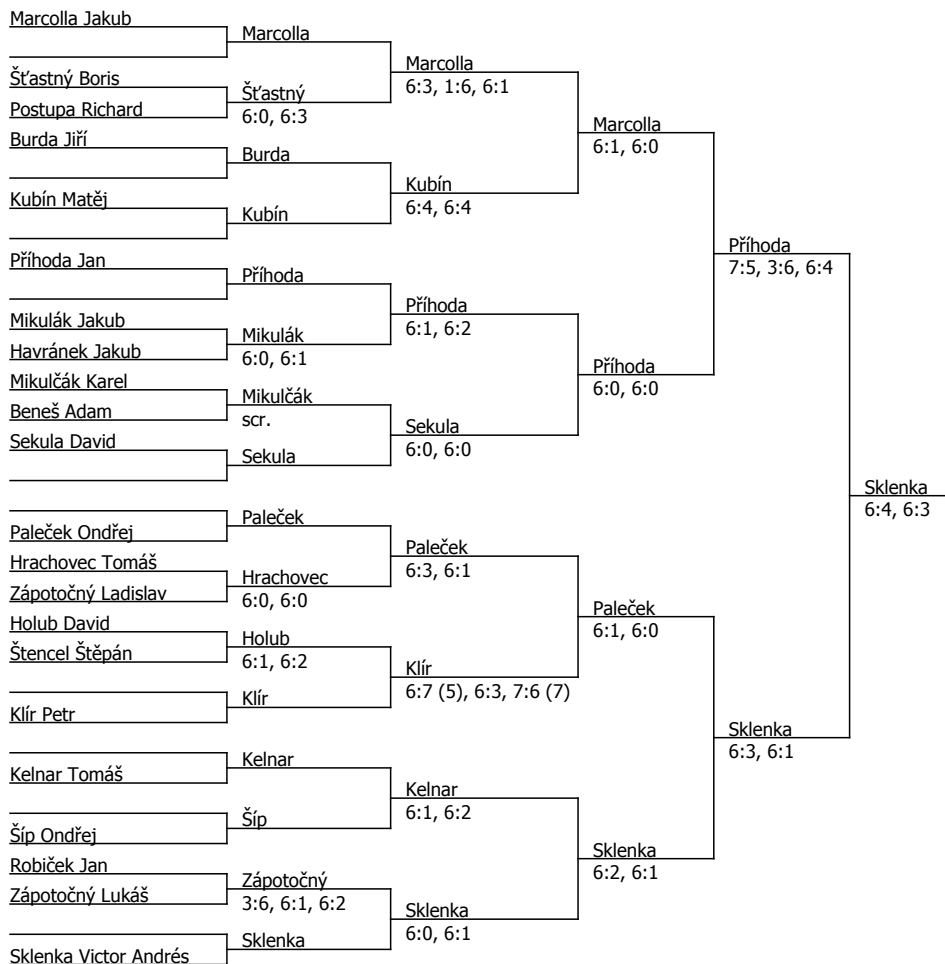 Marcolla Jakub
Šťastný Boris
Postupa Richard
Burda Jiří
Kubín Matěj
Příhoda Jan
Mikulák Jakub
Havránek Jakub
Mikulčák Karel
Beneš Adam
Sekula David
Paleček Ondřej
Hrachovec Tomáš
Zápotočný Ladislav
Holub David
Štencel Štěpán
Klír Petr
Kelnar Tomáš
Šíp Ondřej
Robiček Jan
Zápotočný Lukáš
Sklenka Victor Andrés
Marcolla
Šťastný
6:0, 6:3
Burda
Kubín
Příhoda
Mikulák
6:0, 6:1
Mikulčák
scr.
Sekula
Paleček
Hrachovec
6:0, 6:0
Holub
6:1, 6:2
Klír
Kelnar
Šíp
Zápotočný
3:6, 6:1, 6:2
Sklenka
Marcolla
6:3, 1:6, 6:1
Kubín
6:4, 6:4
Příhoda
6:1, 6:2
Sekula
6:0, 6:0
Paleček
6:3, 6:1
Klír
6:7 (5), 6:3, 7:6 (7)
Kelnar
6:1, 6:2
Sklenka
6:0, 6:1
Marcolla
6:1, 6:0
Příhoda
6:0, 6:0
Paleček
6:1, 6:0
Sklenka
6:2, 6:1
Příhoda
7:5, 3:6, 6:4
Sklenka
6:3, 6:1
Sklenka
6:4, 6:3